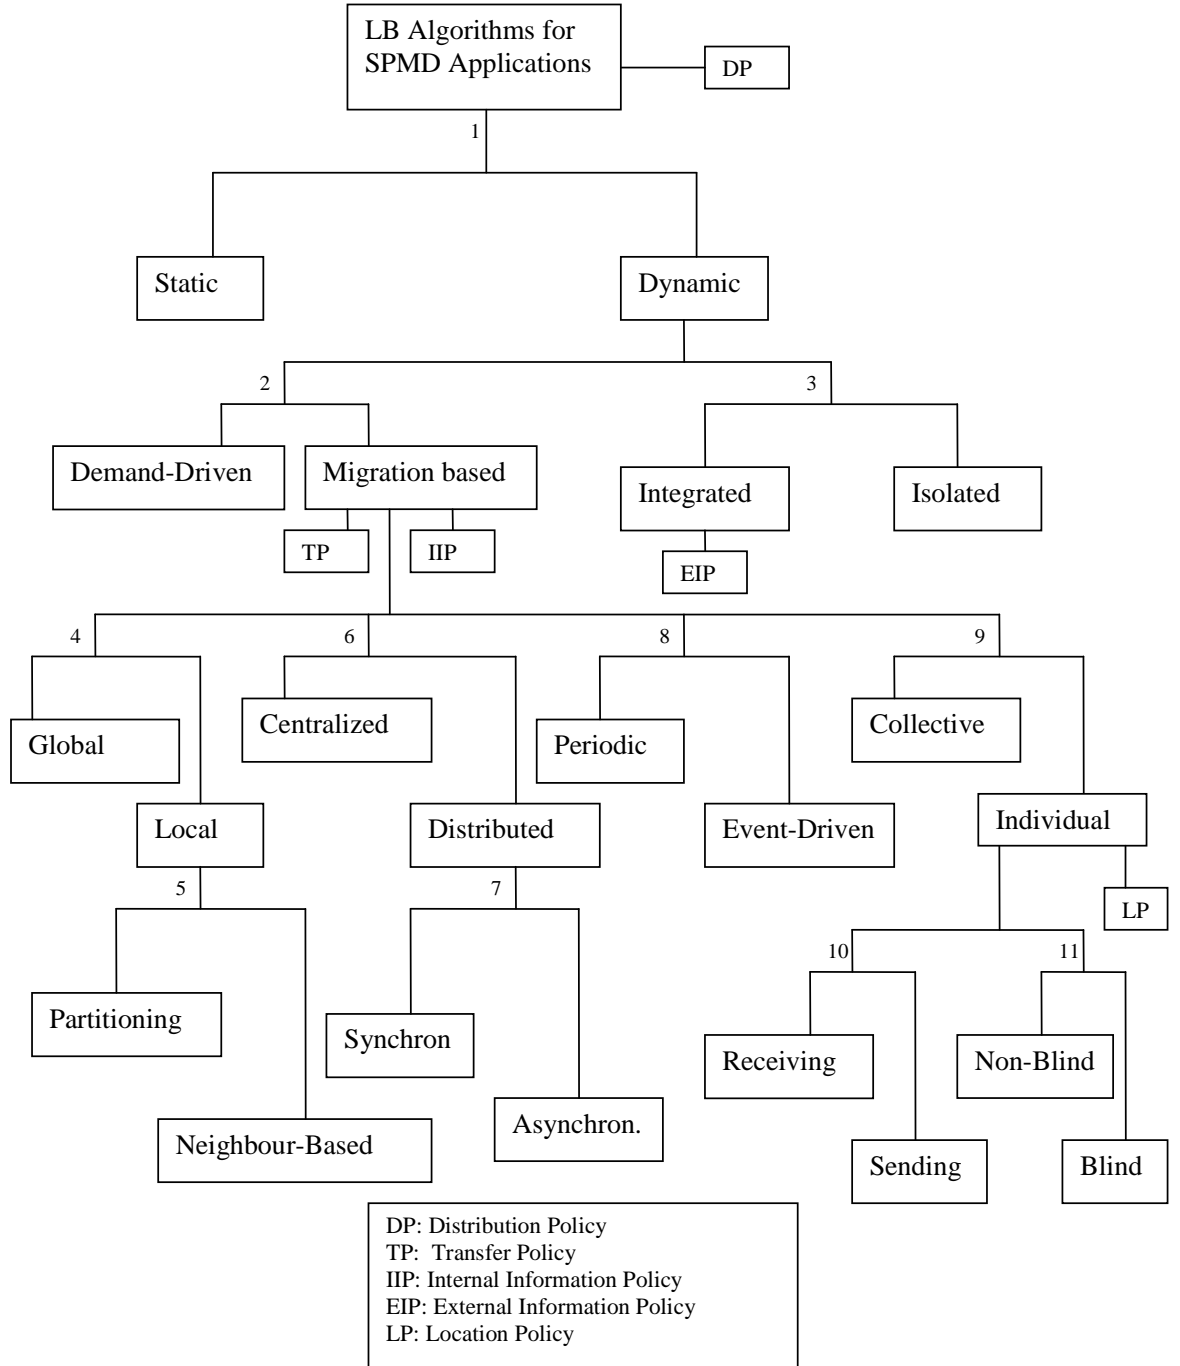 LB Algorithms for
SPMD Applications
DP
1
Static
Dynamic
2
3
Demand-Driven
Migration based
Integrated
Isolated
TP
IIP
EIP
4
6
8
9
Global
Centralized
Periodic
Collective
Local
Distributed
Event-Driven
Individual
5
7
LP
10
11
Partitioning
Synchron
Receiving
Non-Blind
Neighbour-Based
Asynchron.
Sending
Blind
DP: Distribution Policy
TP: Transfer Policy
IIP: Internal Information Policy
EIP: External Information Policy
LP: Location Policy